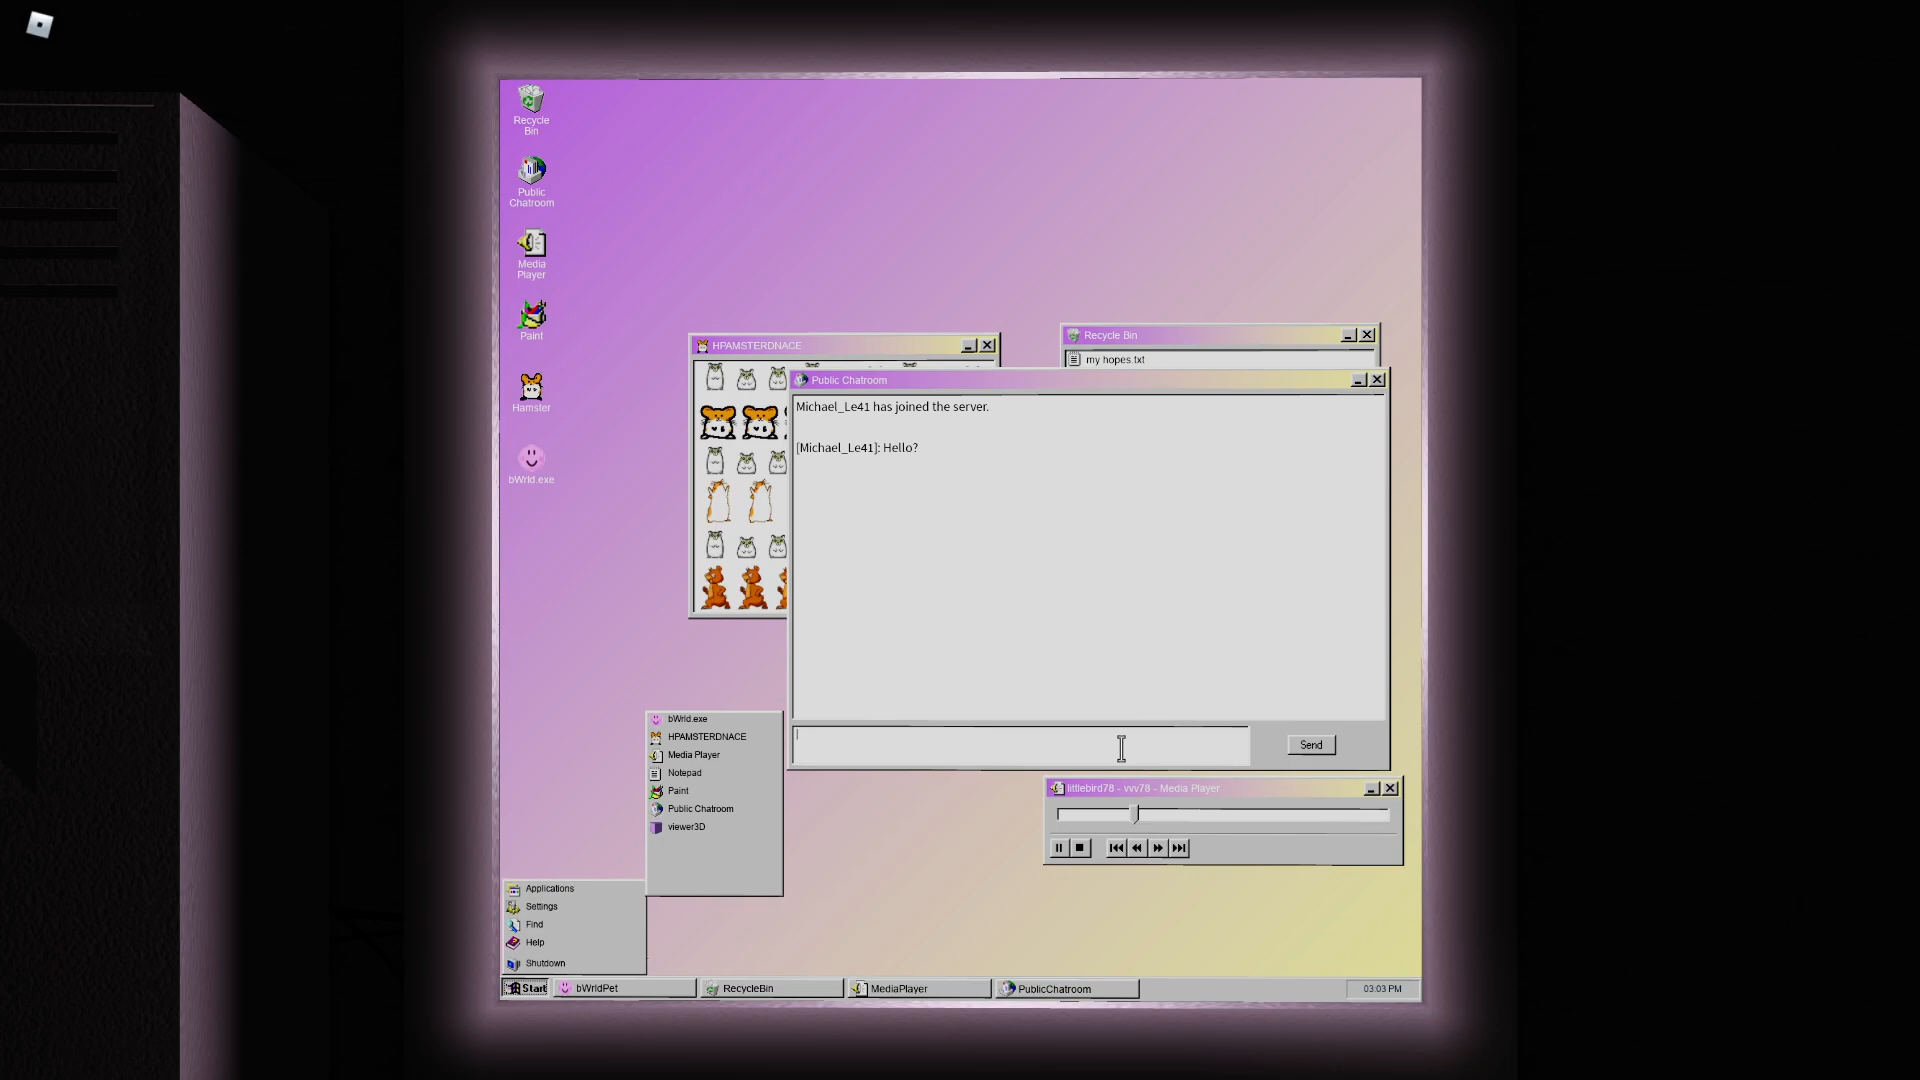 Recycle
Bin
Public
Chatroom
Media
Player
Paint
Hamster
bWrld.exe
HPAMSTERDNACE
Recycle Bin
my hopes.txt
Public Chatroom
Michael_Le41 has joined the server.
[Michael_Le41]: Hello?
Send
littlebird78 - vvv78 - Media Player
bWrld.exe
HPAMSTERDNACE
Media Player
Notepad
Paint
Public Chatroom
viewer3D
Applications
Settings
Find
Help
Shutdown
Start
bWrldPet
RecycleBin
MediaPlayer
PublicChatroom
03:03 PM